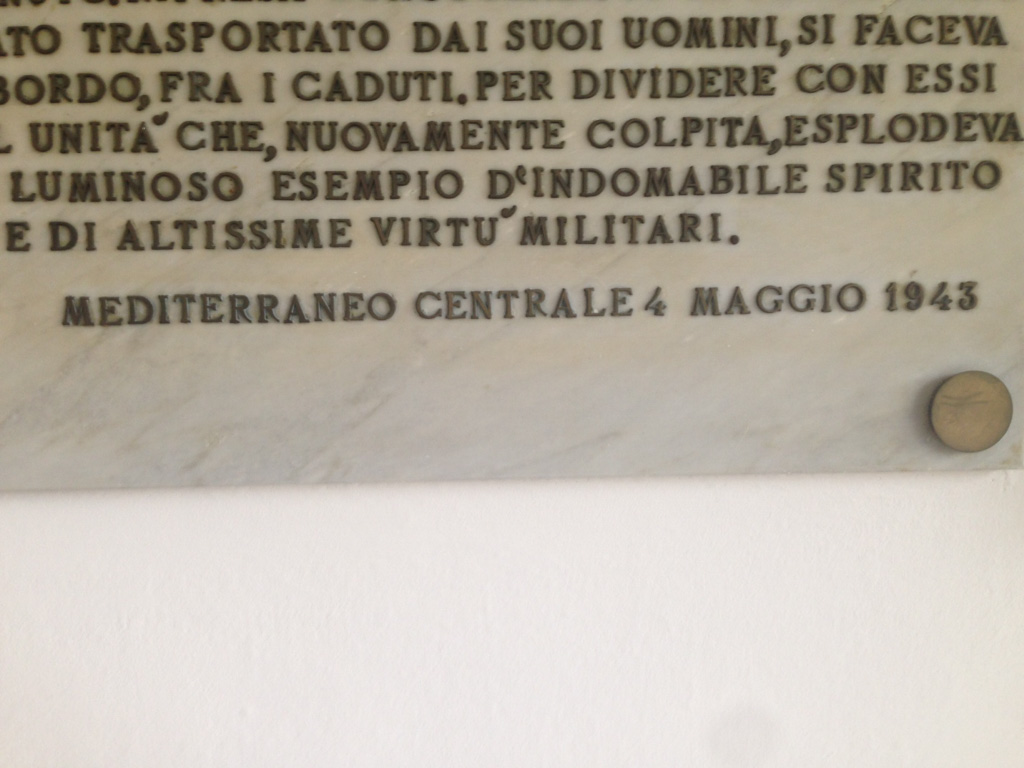 TRASPORTATO DAI SUOI UOMINI, SI FACEVA
BORDO, FRA I CADUTI. PER DIVIDERE CON ESSI
UNITA' CHE, NUOVAMENTE COLPITA, ESPLODEVA
LUMINOSO ESEMPIO D'INDOMABILE SPIRITO
E DI ALTISSIME VIRTU' MILITARI.
MEDITERRANEO CENTRALE 4 MAGGIO 1943